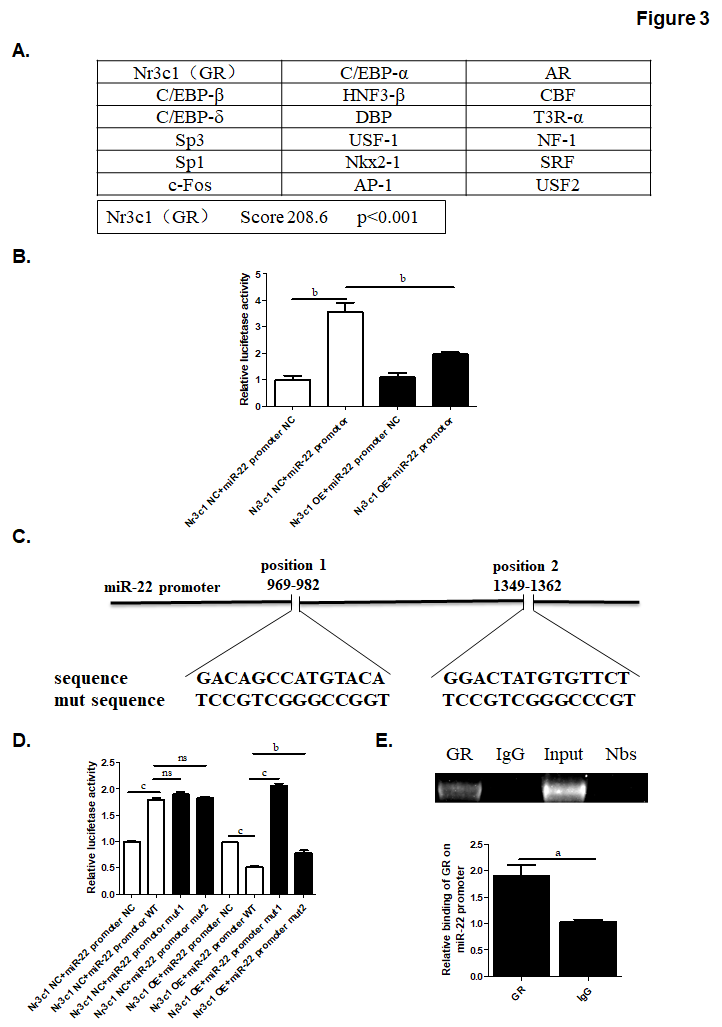 Figure 3
A.
Nr3c1（GR） C/EBP-α AR
C/EBP-β HNF3-β CBF
C/EBP-δ DBP T3R-α
Sp3 USF-1 NF-1
Sp1 Nkx2-1 SRF
c-Fos AP-1 USF2
Nr3c1（GR） Score 208.6 p<0.001
B.
Relative lucifetase activity
5
4
3
2
1
0
b
b
Nr3c1 NC+miR-22 promoter NC
Nr3c1 NC+miR-22 promotor
Nr3c1 OE+miR-22 promoter NC
Nr3c1 OE+miR-22 promotor
C.
position 1
969-982
position 2
1349-1362
miR-22 promoter
sequence GACAGCCATGTACA GGACTATGTGTTCT
mut sequence TCCGTCGGGCCGGT TCCGTCGGGCCCGT
D.
Relative lucifetase activity
2.5
2.0
1.5
1.0
0.5
0.0
c
ns
ns
c
c
b
Nr3c1 NC+miR-22 promoter NC
Nr3c1 NC+miR-22 promotor WT
Nr3c1 NC+miR-22 promotor mut1
Nr3c1 NC+miR-22 promotor mut2
Nr3c1 OE+miR-22 promoter NC
Nr3c1 OE+miR-22 promoter WT
Nr3c1 OE+miR-22 promoter mut1
Nr3c1 OE+miR-22 promoter mut2
E.
GR IgG Input Nbs
Relative binding of GR on
miR-22 promoter
2.5
2.0
1.5
1.0
0.5
0.0
a
GR
IgG